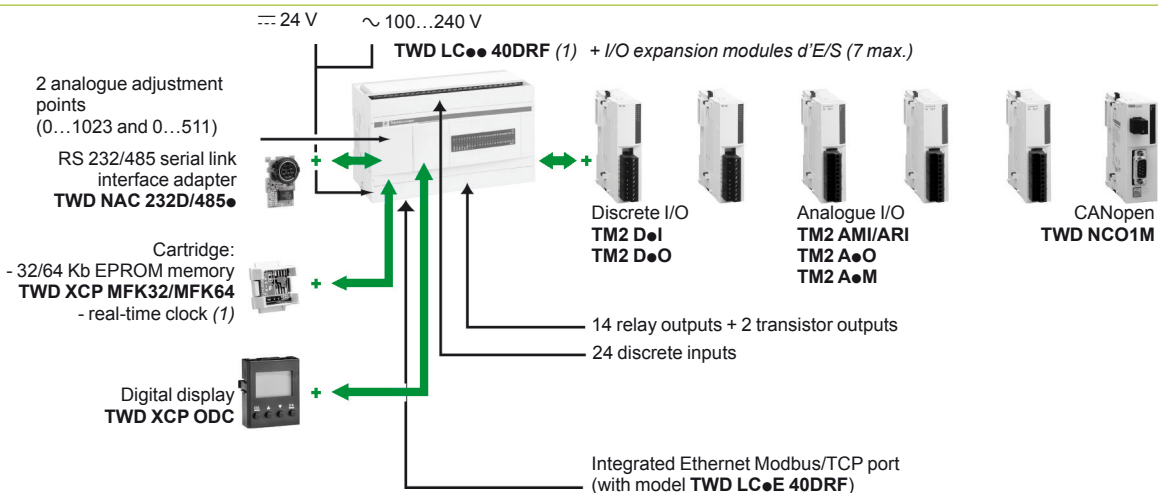 ⎓ 24 V
∿ 100…240 V
TWD LC●● 40DRF (1) + I/O expansion modules d'E/S (7 max.)
2 analogue adjustment
points
(0…1023 and 0…511)
RS 232/485 serial link
interface adapter
TWD NAC 232D/485●
+
+
Discrete I/O
TM2 D●I
TM2 D●O
Analogue I/O
TM2 AMI/ARI
TM2 A●O
TM2 A●M
CANopen
TWD NCO1M
Cartridge:
- 32/64 Kb EPROM memory
TWD XCP MFK32/MFK64
- real-time clock (1)
+
14 relay outputs + 2 transistor outputs
24 discrete inputs
Digital display
TWD XCP ODC
+
Integrated Ethernet Modbus/TCP port
(with model TWD LC●E 40DRF)